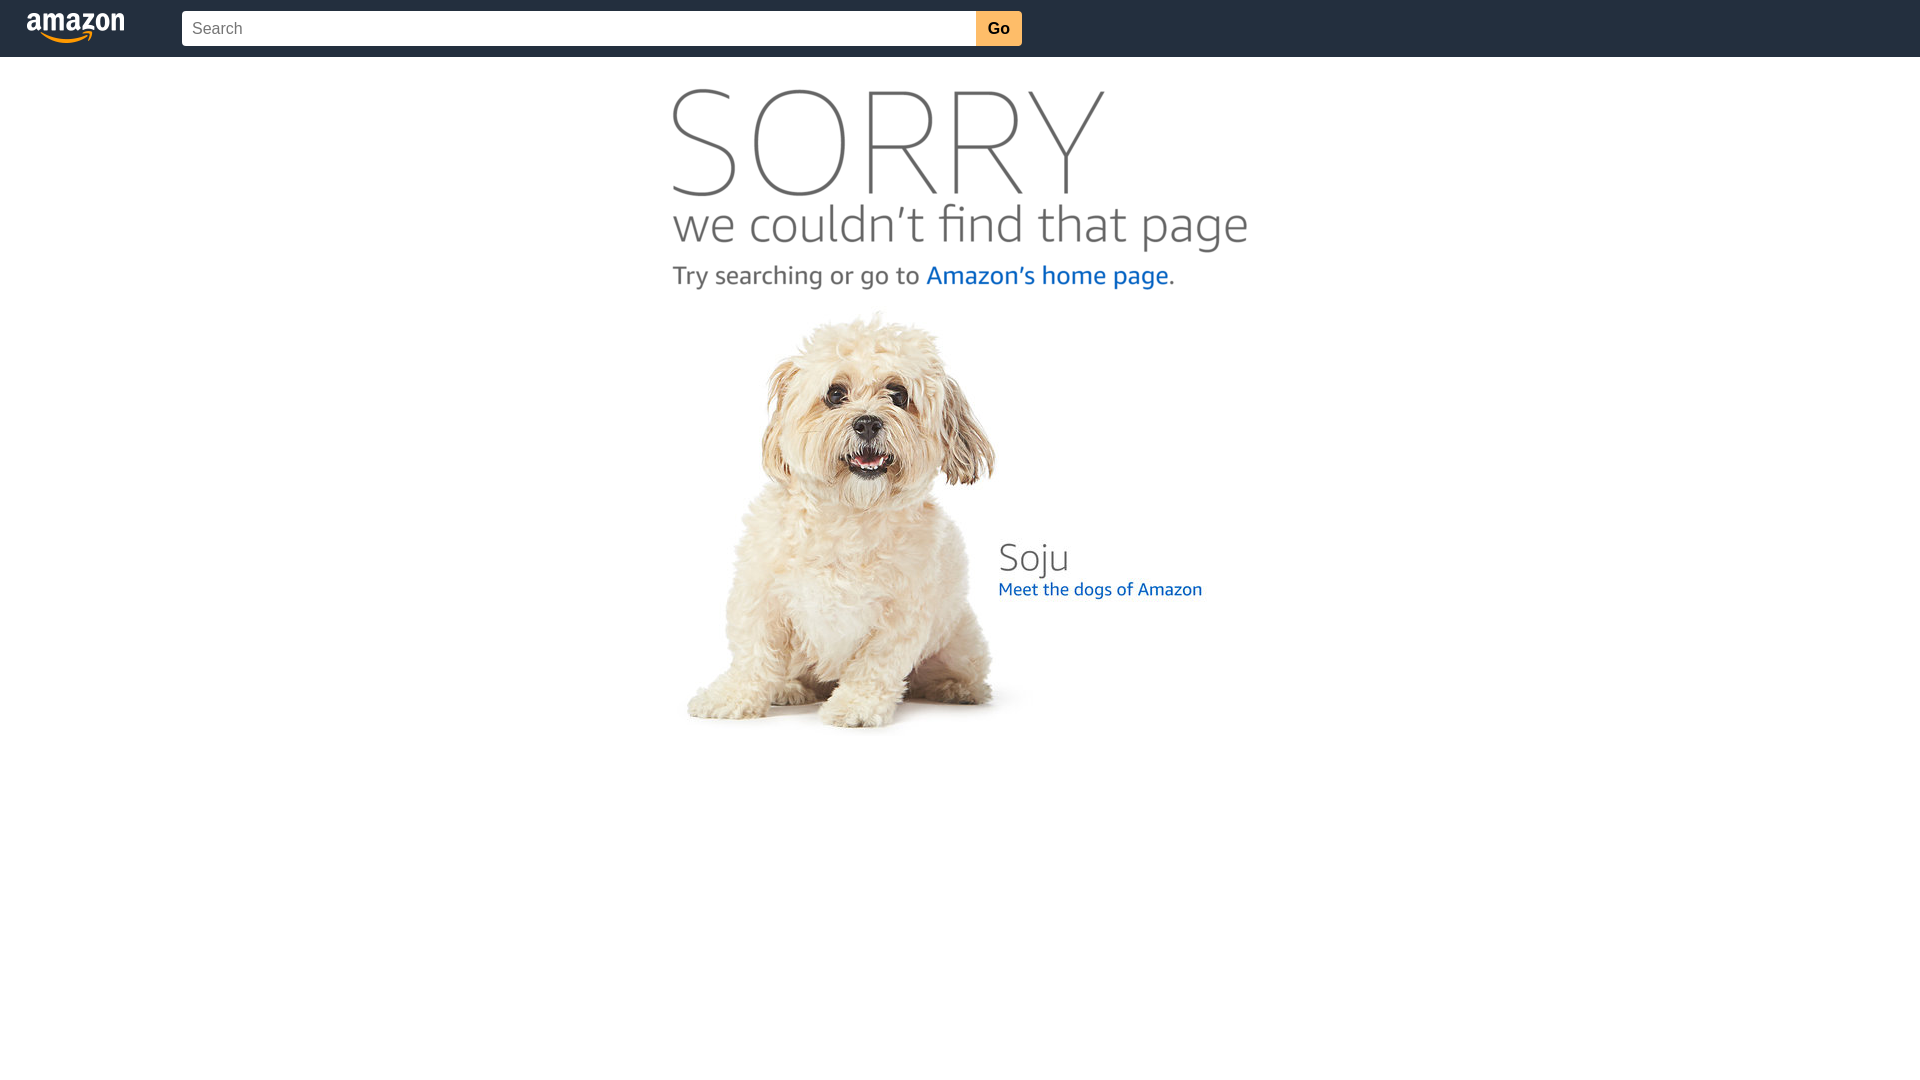 amazon
Search
Go
SORRY
we couldn't find that page
Try searching or go to Amazon's home page.
Soju
Meet the dogs of Amazon